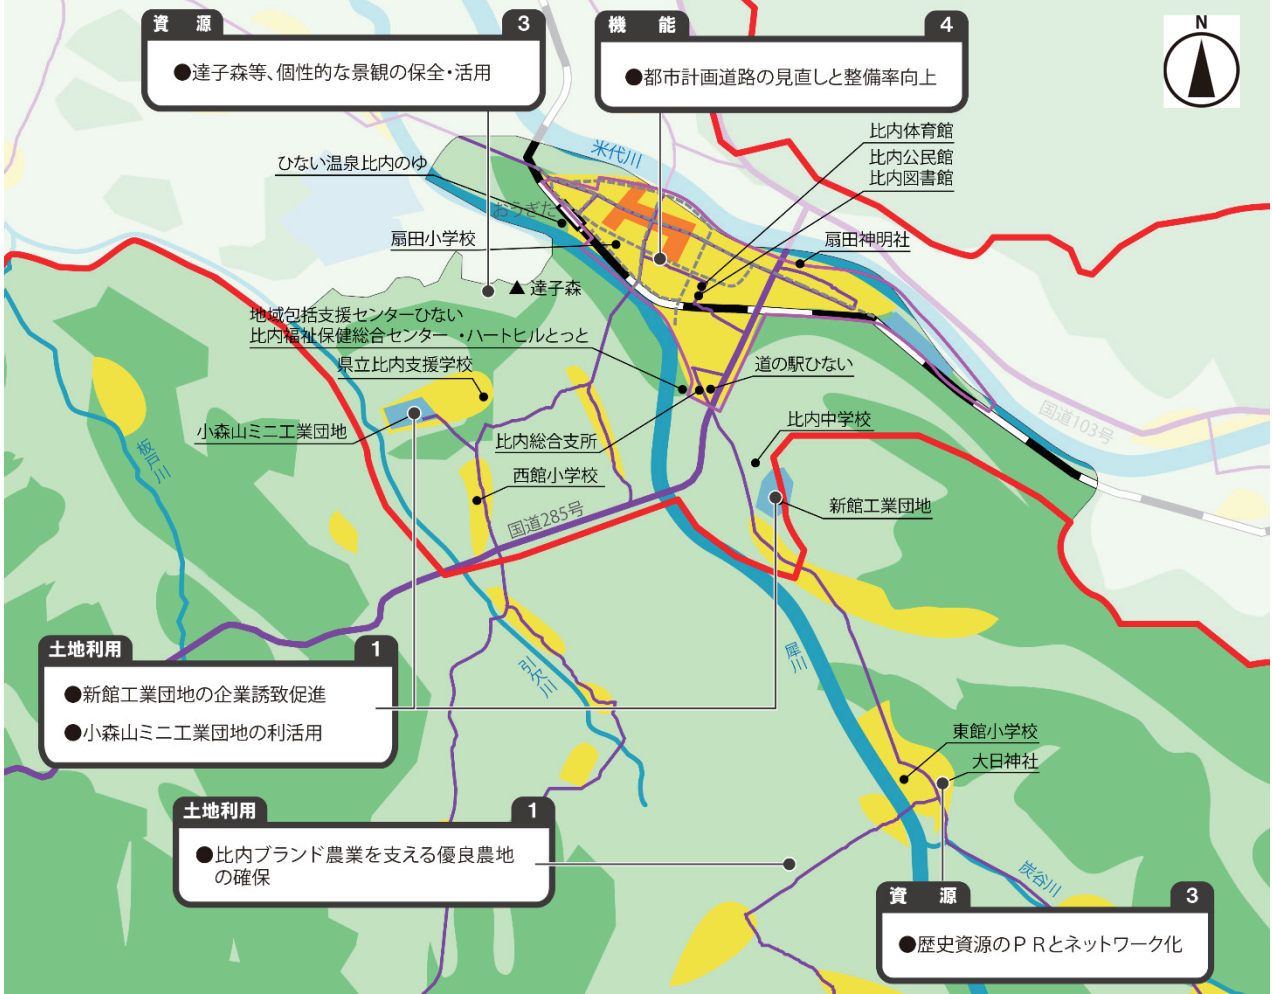 資 源 3
●達子森等、個性的な景観の保全・活用
機 能 4
●都市計画道路の見直しと整備率向上
N
米代川
比内体育館
比内公民館
比内図書館
ひない温泉比内のゆ
おうぎた
扇田小学校
扇田神明社
▲ 達子森
地域包括支援センターひない
比内福祉保健総合センター ・ハートヒルとっと
県立比内支援学校
道の駅ひない
小森山ミニ工業団地
比内総合支所
比内中学校
国道103号
板戸川
西館小学校
新館工業団地
国道285号
土地利用 1
●新館工業団地の企業誘致促進
●小森山ミニ工業団地の利活用
引欠川
犀川
東館小学校
大日神社
土地利用 1
●比内ブランド農業を支える優良農地
の確保
炭谷川
資 源 3
●歴史資源のPRとネットワーク化